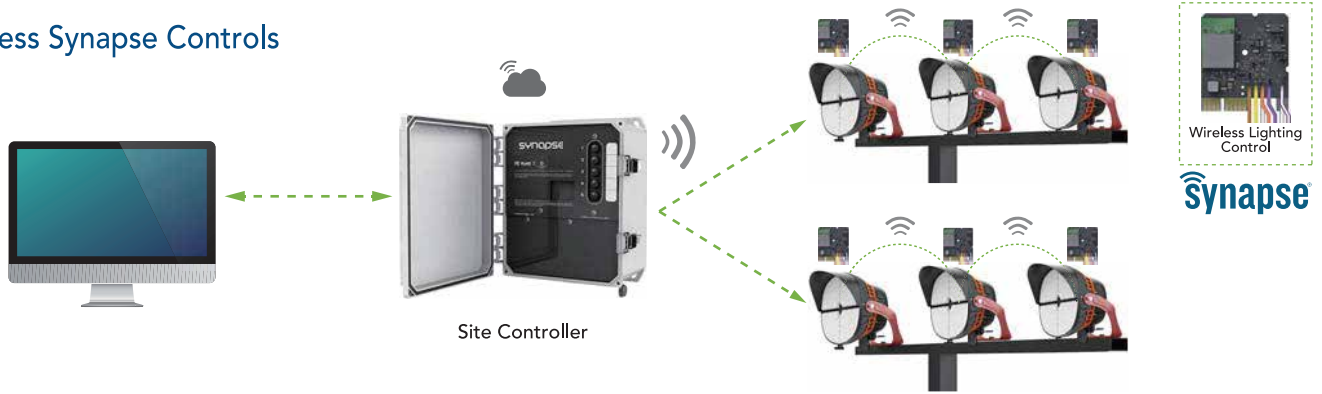 ess Synapse Controls
synapse
Site Controller
Wireless Lighting
Control
synapse